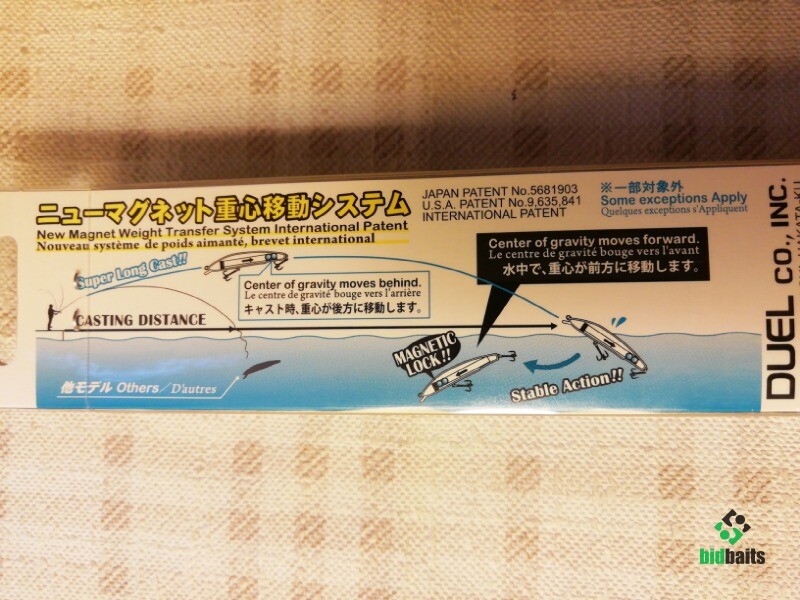 ニューマグネット重心移動システム
New Magnet Weight Transfer System International Patent
Nouveau système de poids aimanté, brevet international
JAPAN PATENT No.5681903
U.S.A. PATENT No.9,635,841
INTERNATIONAL PATENT
※一部対象外
Some exceptions Apply
Quelques exceptions s'Appliquent
Super Long Cast!!
Center of gravity moves behind.
Le centre de gravité bouge vers l'arrière
キャスト時、重心が後方に移動します。
Center of gravity moves forward.
Le centre de gravité bouge vers l'avant
水中で、重心が前方に移動します。
CASTING DISTANCE
MAGNETIC
LOCK!!
Stable Action!!
他モデル Others／D'autres
DUEL CO., INC.
bidbaits